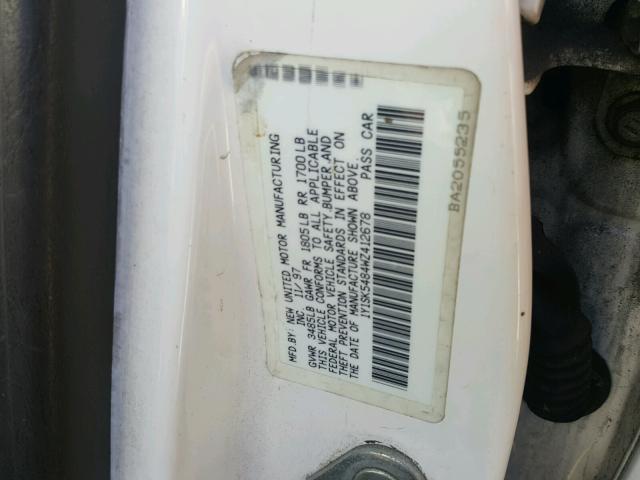 MFD. BY: NEW UNITED MOTOR MANUFACTURING
INC 11/97
GVWR 3485LB GAWR FR 1805LB RR 1700LB
THIS VEHICLE CONFORMS TO ALL APPLICABLE
FEDERAL MOTOR VEHICLE SAFETY, BUMPER AND
THEFT PREVENTION STANDARDS IN EFFECT ON
THE DATE OF MANUFACTURE SHOWN ABOVE.
1Y1SK5484WZ412678 PASS CAR
BA2055235